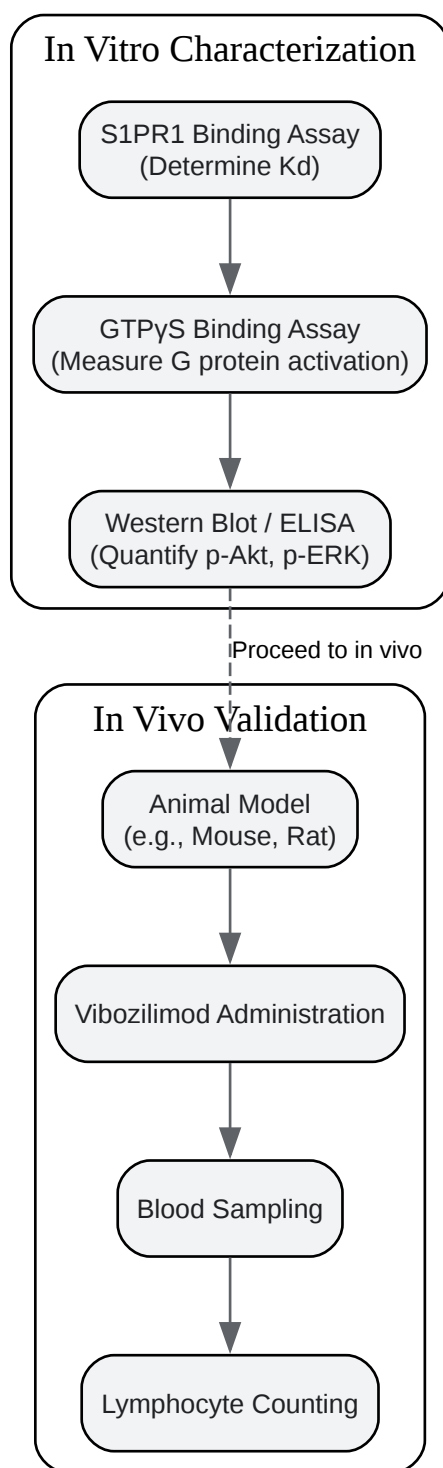 In Vitro Characterization
S1PR1 Binding Assay
(Determine Kd)
GTPγS Binding Assay
(Measure G protein activation)
Western Blot / ELISA
(Quantify p-Akt, p-ERK)
Proceed to in vivo
In Vivo Validation
Animal Model
(e.g., Mouse, Rat)
Vibozilimod Administration
Blood Sampling
Lymphocyte Counting